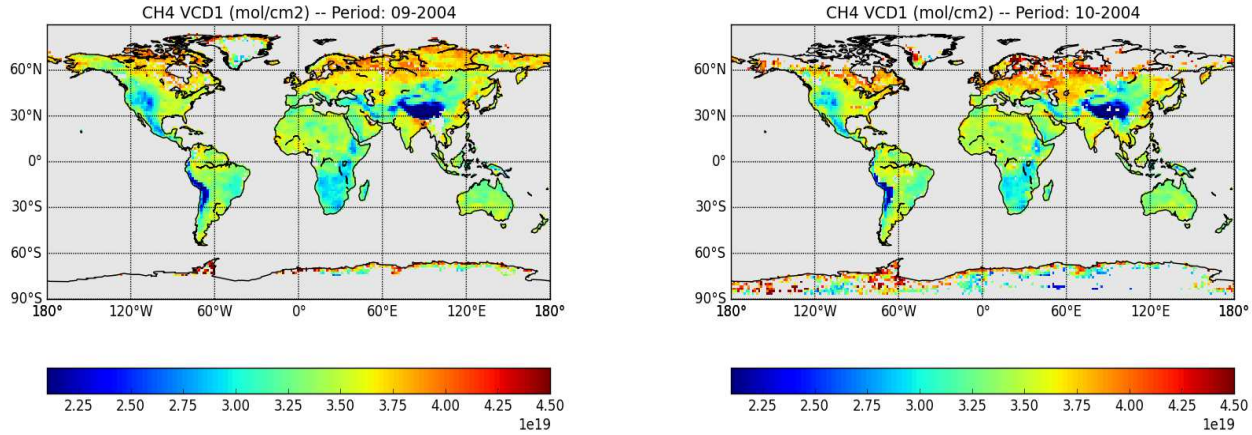 CH4 VCD1 (mol/cm2) -- Period: 09-2004
60°N
30°N
0°
30°S
60°S
90°S
180° 120°W 60°W 0° 60°E 120°E 180°
2.25 2.50 2.75 3.00 3.25 3.50 3.75 4.00 4.25 4.50
1e19
CH4 VCD1 (mol/cm2) -- Period: 10-2004
60°N
30°N
0°
30°S
60°S
90°S
180° 120°W 60°W 0° 60°E 120°E 180°
2.25 2.50 2.75 3.00 3.25 3.50 3.75 4.00 4.25 4.50
1e19